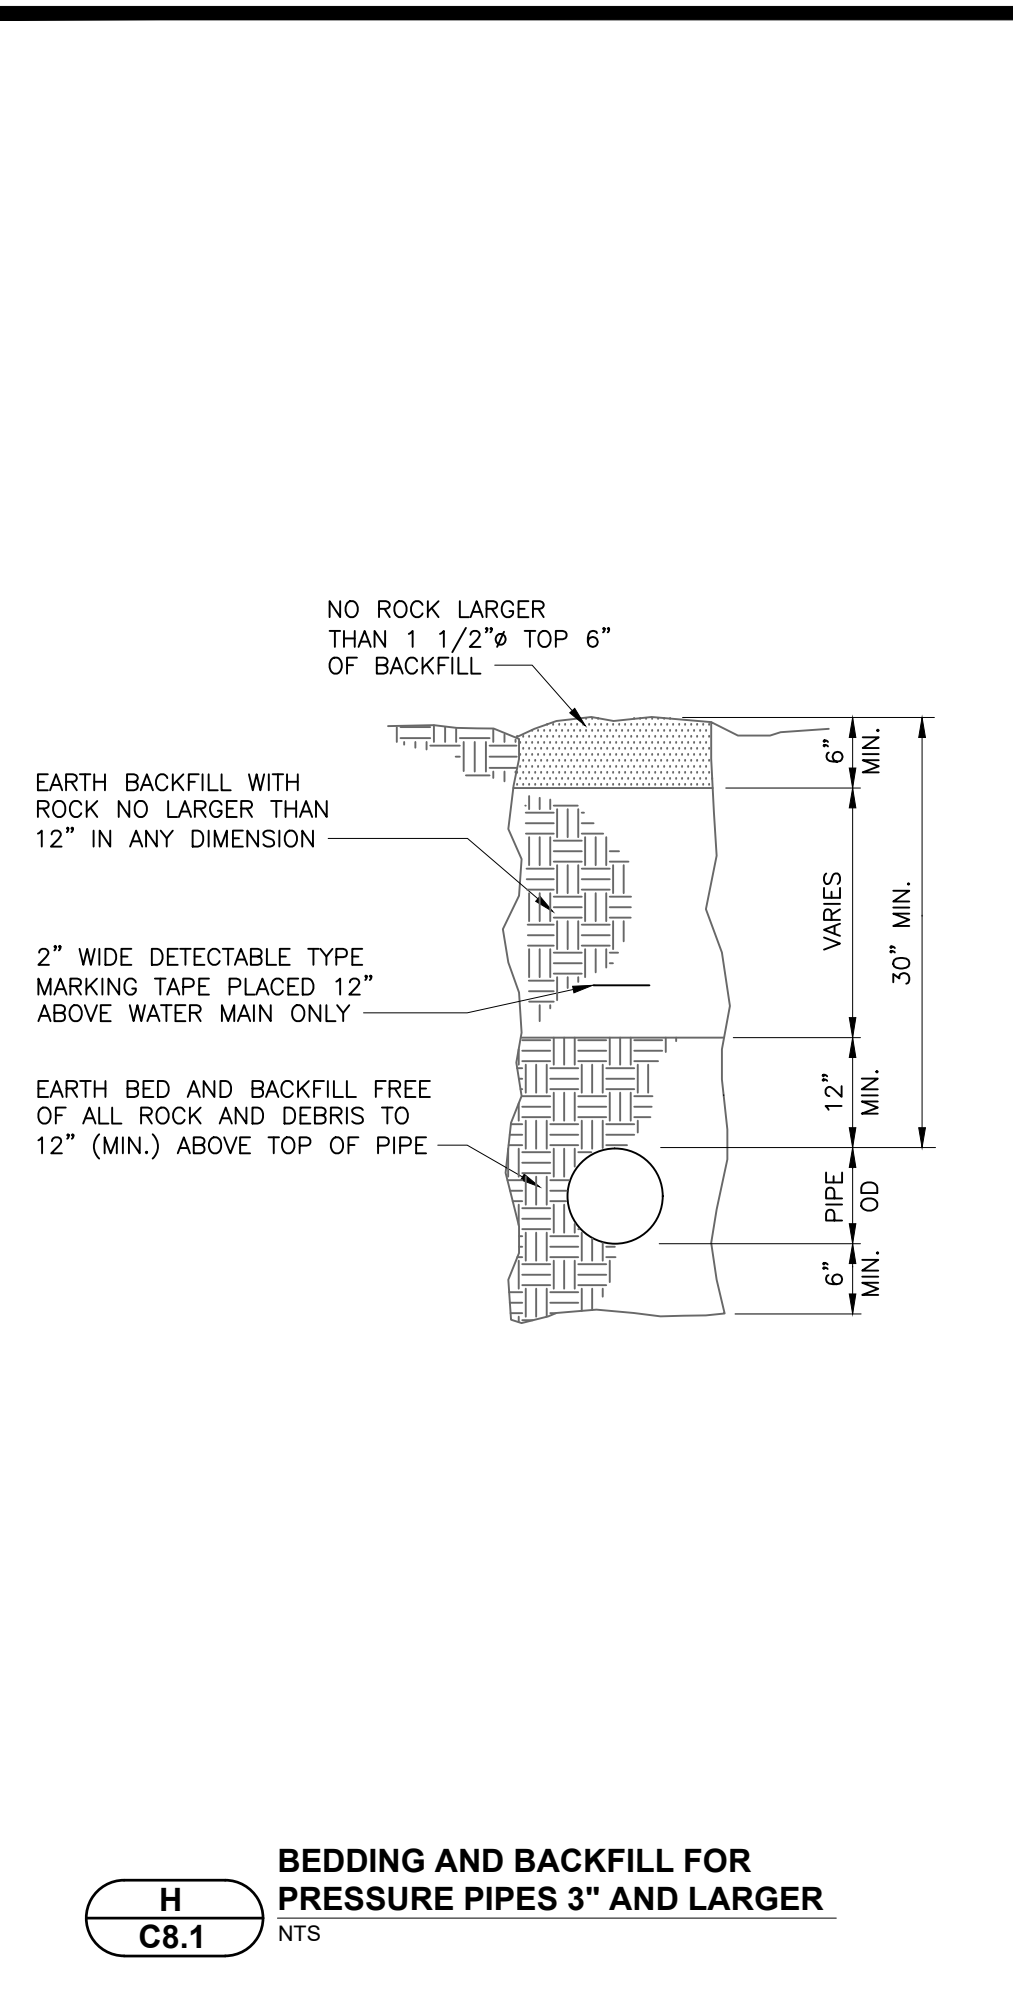 NO ROCK LARGER
THAN 1 1/2”ø TOP 6”
OF BACKFILL
6”
MIN.
EARTH BACKFILL WITH
ROCK NO LARGER THAN
12” IN ANY DIMENSION
VARIES
30” MIN.
2” WIDE DETECTABLE TYPE
MARKING TAPE PLACED 12”
ABOVE WATER MAIN ONLY
12”
MIN.
EARTH BED AND BACKFILL FREE
OF ALL ROCK AND DEBRIS TO
12” (MIN.) ABOVE TOP OF PIPE
PIPE
OD
6”
MIN.
H
C8.1
BEDDING AND BACKFILL FOR
PRESSURE PIPES 3" AND LARGER
NTS